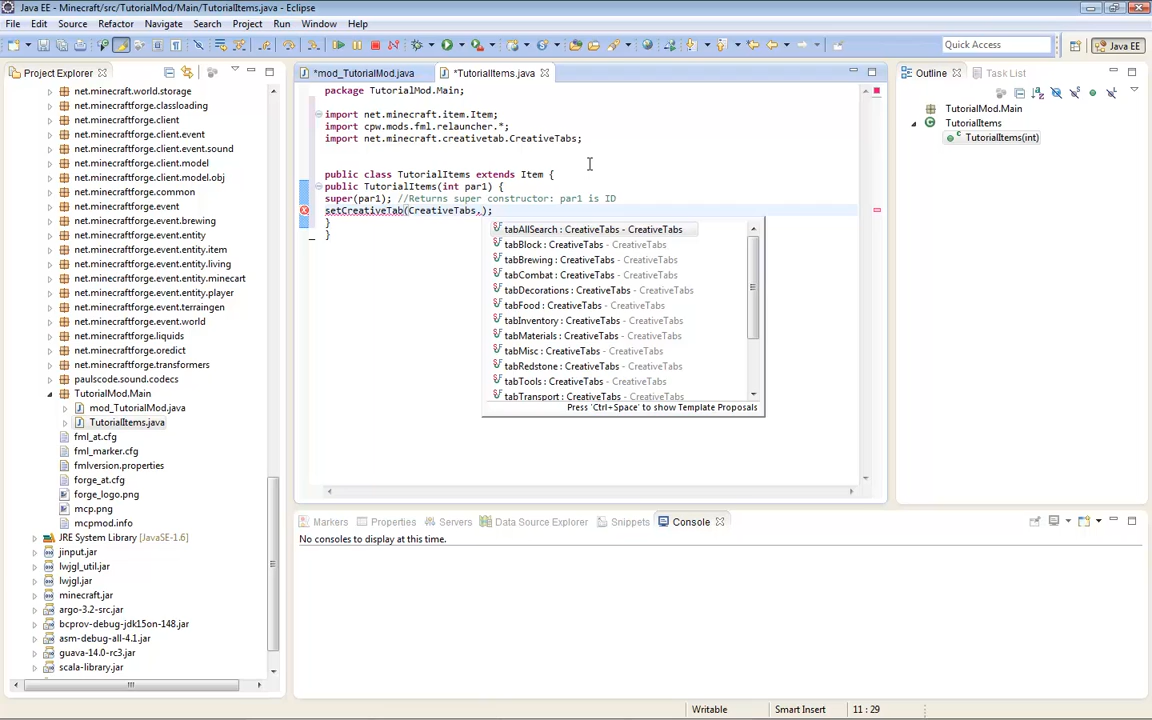 Java EE - Minecraft/src/TutorialMod/Main/TutorialItems.java - Eclipse
File Edit Source Refactor Navigate Search Project Run Window Help
Quick Access
Java EE
Project Explorer
net.minecraft.world.storage
net.minecraftforge.classloading
net.minecraftforge.client
net.minecraftforge.client.event
net.minecraftforge.client.event.sound
net.minecraftforge.client.model
net.minecraftforge.client.model.obj
net.minecraftforge.common
net.minecraftforge.event
net.minecraftforge.event.brewing
net.minecraftforge.event.entity
net.minecraftforge.event.entity.item
net.minecraftforge.event.entity.living
net.minecraftforge.event.entity.minecart
net.minecraftforge.event.entity.player
net.minecraftforge.event.terraingen
net.minecraftforge.event.world
net.minecraftforge.liquids
net.minecraftforge.oredict
net.minecraftforge.transformers
paulscode.sound.codecs
TutorialMod.Main
mod_TutorialMod.java
TutorialItems.java
fml_at.cfg
fml_marker.cfg
fmlversion.properties
forge_at.cfg
forge_logo.png
mcp.png
mcpmod.info
JRE System Library [JavaSE-1.6]
jinput.jar
lwjgl_util.jar
lwjgl.jar
minecraft.jar
argo-3.2-src.jar
bcprov-debug-jdk15on-148.jar
asm-debug-all-4.1.jar
guava-14.0-rc3.jar
scala-library.jar
*mod_TutorialMod.java
*TutorialItems.java
package TutorialMod.Main;
import net.minecraft.item.Item;
import cpw.mods.fml.relauncher.*;
import net.minecraft.creativetab.CreativeTabs;
public class TutorialItems extends Item {
public TutorialItems(int par1) {
super(par1); //Returns super constructor: par1 is ID
setCreativeTab(CreativeTabs.);
}
}
tabAllSearch : CreativeTabs - CreativeTabs
tabBlock : CreativeTabs - CreativeTabs
tabBrewing : CreativeTabs - CreativeTabs
tabCombat : CreativeTabs - CreativeTabs
tabDecorations : CreativeTabs - CreativeTabs
tabFood : CreativeTabs - CreativeTabs
tabInventory : CreativeTabs - CreativeTabs
tabMaterials : CreativeTabs - CreativeTabs
tabMisc : CreativeTabs - CreativeTabs
tabRedstone : CreativeTabs - CreativeTabs
tabTools : CreativeTabs - CreativeTabs
tabTransport : CreativeTabs - CreativeTabs
Press 'Ctrl+Space' to show Template Proposals
Outline
Task List
TutorialMod.Main
TutorialItems
TutorialItems(int)
Markers
Properties
Servers
Data Source Explorer
Snippets
Console
No consoles to display at this time.
Writable
Smart Insert
11 : 29